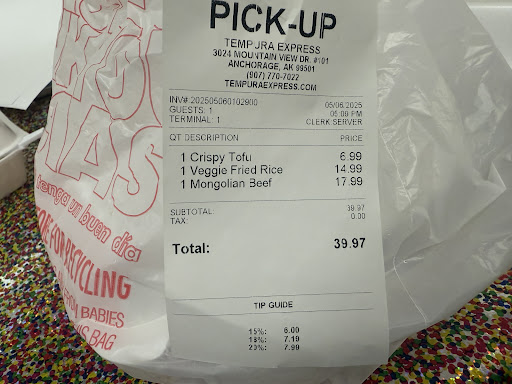 PICK-UP
TEMPURA EXPRESS
3024 MOUNTAIN VIEW DR. #101
ANCHORAGE, AK 99501
(907) 770-7022
TEMPURAEXPRESS.COM
INV#:202505060102900
05/06/2025
GUESTS: 1
05:09 PM
TERMINAL: 1
CLERK:SERVER
QT DESCRIPTION
PRICE
1 Crispy Tofu
6.99
1 Veggie Fried Rice
14.99
1 Mongolian Beef
17.99
SUBTOTAL:
39.97
TAX:
0.00
Total:
39.97
TIP GUIDE
15%: 6.00
18%: 7.19
20%: 7.99
tenga un buen día
FOR RECYCLING
BABIES
BAG